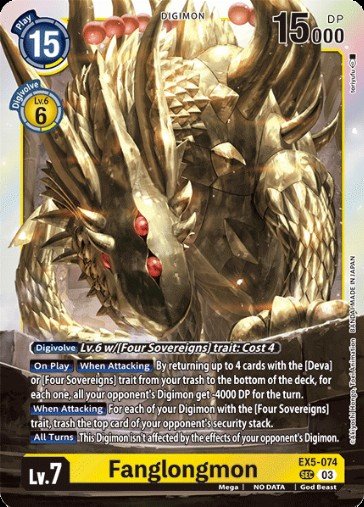 DIGIMON
Play
15
15000 DP
Digivolve
Lv.6
6
terirufu
Digivolve Lv.6 w/[Four Sovereigns] trait: Cost 4
On Play When Attacking By returning up to 4 cards with the [Deva]
or [Four Sovereigns] trait from your trash to the bottom of the deck, for
each one, all your opponent's Digimon get -4000 DP for the turn.
When Attacking For each of your Digimon with the [Four Sovereigns]
trait, trash the top card of your opponent's security stack.
All Turns This Digimon isn't affected by the effects of your opponent's Digimon.
©Akiyoshi Hongo, Toei Animation
BANDAI・MADE IN JAPAN
Lv.7
Fanglongmon
EX5-074
SEC 03
Mega | NO DATA | God Beast